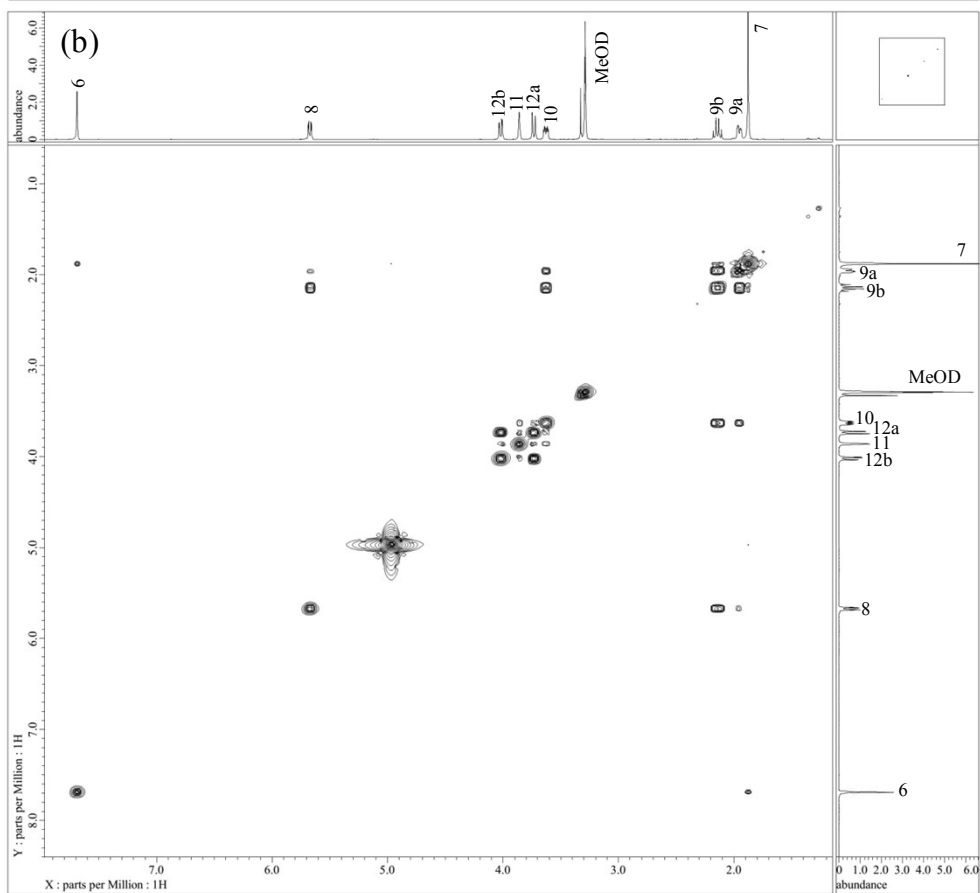 (b)
abundance
0.0 2.0 4.0 6.0
6
8
12b
11
12a
10
MeOD
9b
9a
7
1.0
2.0
3.0
4.0
5.0
6.0
7.0
8.0
Y : parts per Million : 1H
7
9a
9b
MeOD
10
12a
11
12b
8
6
7.0 6.0 5.0 4.0 3.0 2.0
X : parts per Million : 1H
0 1.0 2.0 3.0 4.0 5.0 6.0
abundance